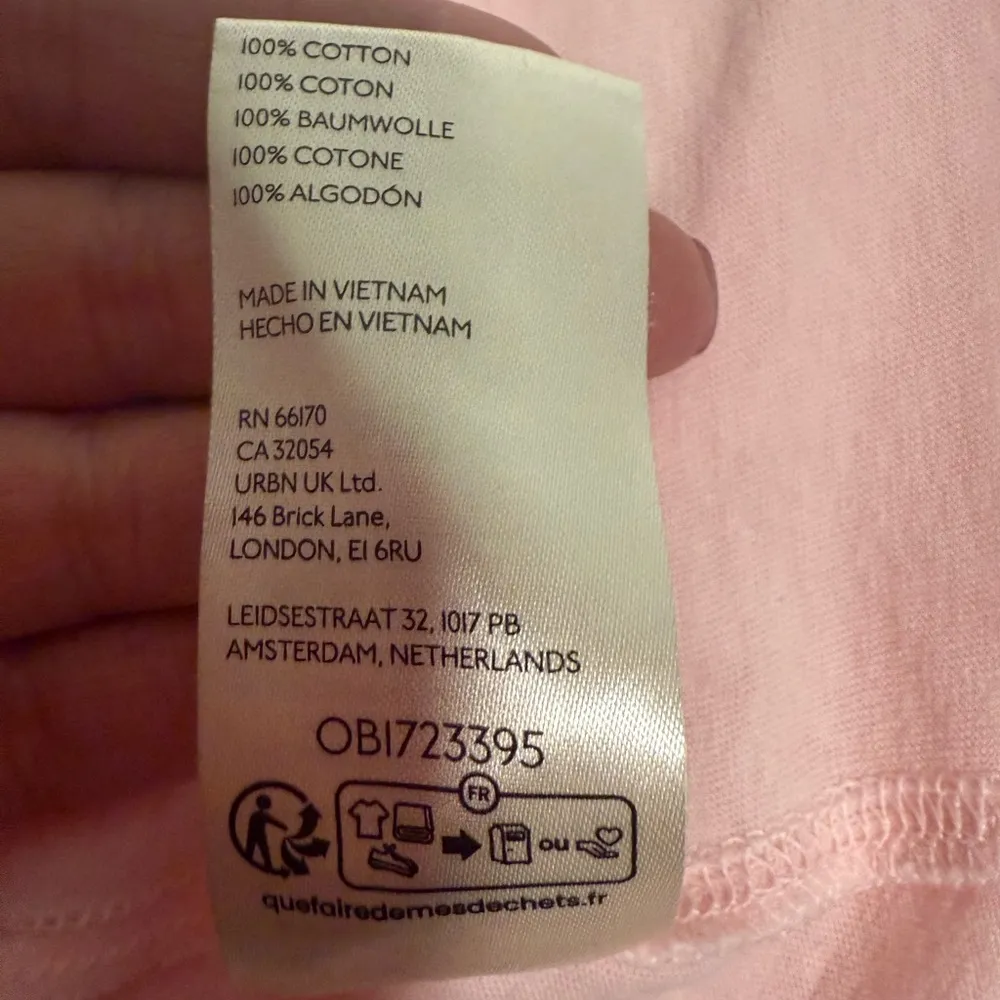 100% COTTON
100% COTON
100% BAUMWOLLE
100% COTONE
100% ALGODÓN
MADE IN VIETNAM
HECHO EN VIETNAM
RN 66170
CA 32054
URBN UK Ltd.
146 Brick Lane,
LONDON, E1 6RU
LEIDSESTRAAT 32, 1017 PB
AMSTERDAM, NETHERLANDS
OB1723395
FR
ou
quefairedemesdechets.fr